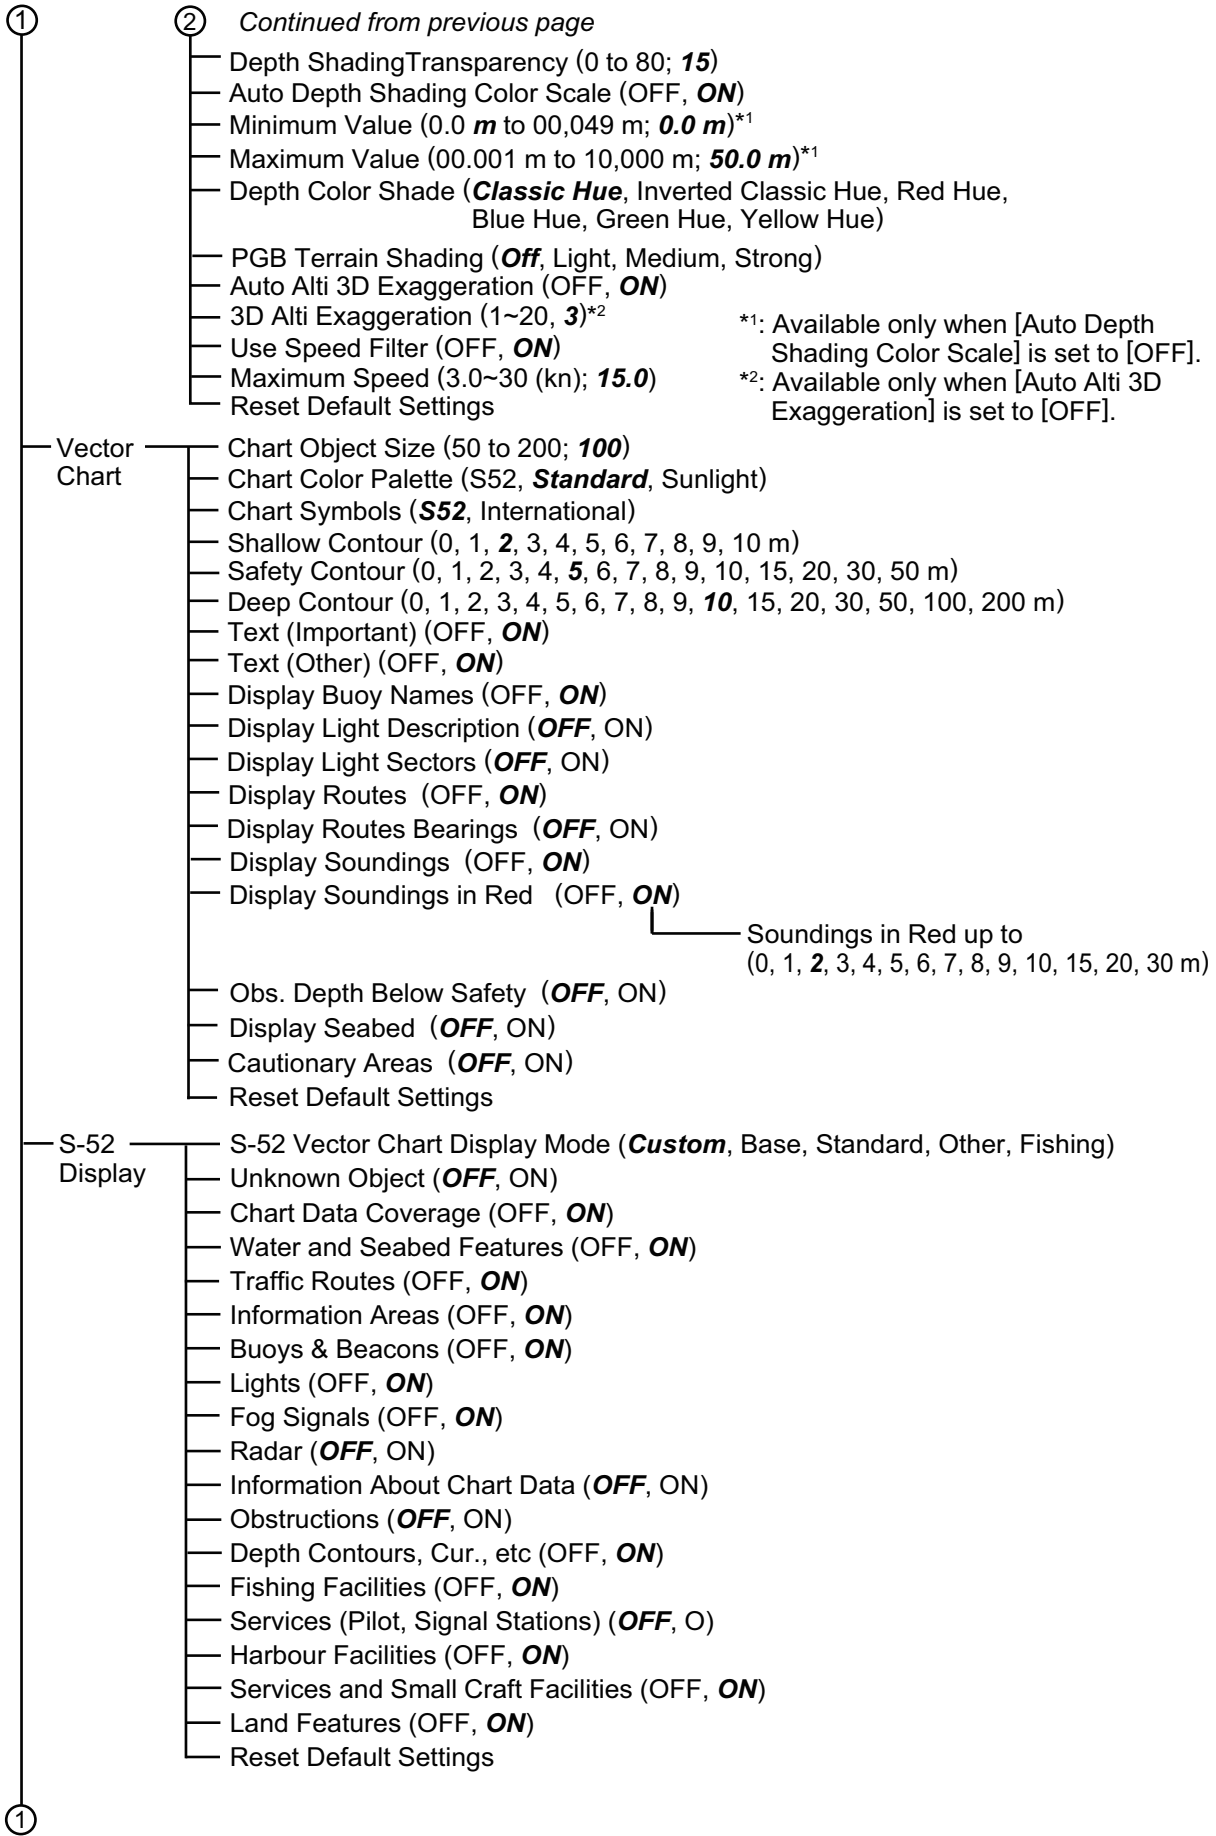 ① ② Continued from previous page
Depth ShadingTransparency (0 to 80; 15)
Auto Depth Shading Color Scale (OFF, ON)
Minimum Value (0.0 m to 00,049 m; 0.0 m)*1
Maximum Value (00.001 m to 10,000 m; 50.0 m)*1
Depth Color Shade (Classic Hue, Inverted Classic Hue, Red Hue,
Blue Hue, Green Hue, Yellow Hue)
PGB Terrain Shading (Off, Light, Medium, Strong)
Auto Alti 3D Exaggeration (OFF, ON)
3D Alti Exaggeration (1~20, 3)*2
Use Speed Filter (OFF, ON)
Maximum Speed (3.0~30 (kn); 15.0)
Reset Default Settings
*1: Available only when [Auto Depth
Shading Color Scale] is set to [OFF].
*2: Available only when [Auto Alti 3D
Exaggeration] is set to [OFF].
Vector
Chart
Chart Object Size (50 to 200; 100)
Chart Color Palette (S52, Standard, Sunlight)
Chart Symbols (S52, International)
Shallow Contour (0, 1, 2, 3, 4, 5, 6, 7, 8, 9, 10 m)
Safety Contour (0, 1, 2, 3, 4, 5, 6, 7, 8, 9, 10, 15, 20, 30, 50 m)
Deep Contour (0, 1, 2, 3, 4, 5, 6, 7, 8, 9, 10, 15, 20, 30, 50, 100, 200 m)
Text (Important) (OFF, ON)
Text (Other) (OFF, ON)
Display Buoy Names (OFF, ON)
Display Light Description (OFF, ON)
Display Light Sectors (OFF, ON)
Display Routes (OFF, ON)
Display Routes Bearings (OFF, ON)
Display Soundings (OFF, ON)
Display Soundings in Red (OFF, ON)
Soundings in Red up to
(0, 1, 2, 3, 4, 5, 6, 7, 8, 9, 10, 15, 20, 30 m)
Obs. Depth Below Safety (OFF, ON)
Display Seabed (OFF, ON)
Cautionary Areas (OFF, ON)
Reset Default Settings
S-52
Display
S-52 Vector Chart Display Mode (Custom, Base, Standard, Other, Fishing)
Unknown Object (OFF, ON)
Chart Data Coverage (OFF, ON)
Water and Seabed Features (OFF, ON)
Traffic Routes (OFF, ON)
Information Areas (OFF, ON)
Buoys & Beacons (OFF, ON)
Lights (OFF, ON)
Fog Signals (OFF, ON)
Radar (OFF, ON)
Information About Chart Data (OFF, ON)
Obstructions (OFF, ON)
Depth Contours, Cur., etc (OFF, ON)
Fishing Facilities (OFF, ON)
Services (Pilot, Signal Stations) (OFF, O)
Harbour Facilities (OFF, ON)
Services and Small Craft Facilities (OFF, ON)
Land Features (OFF, ON)
Reset Default Settings
①